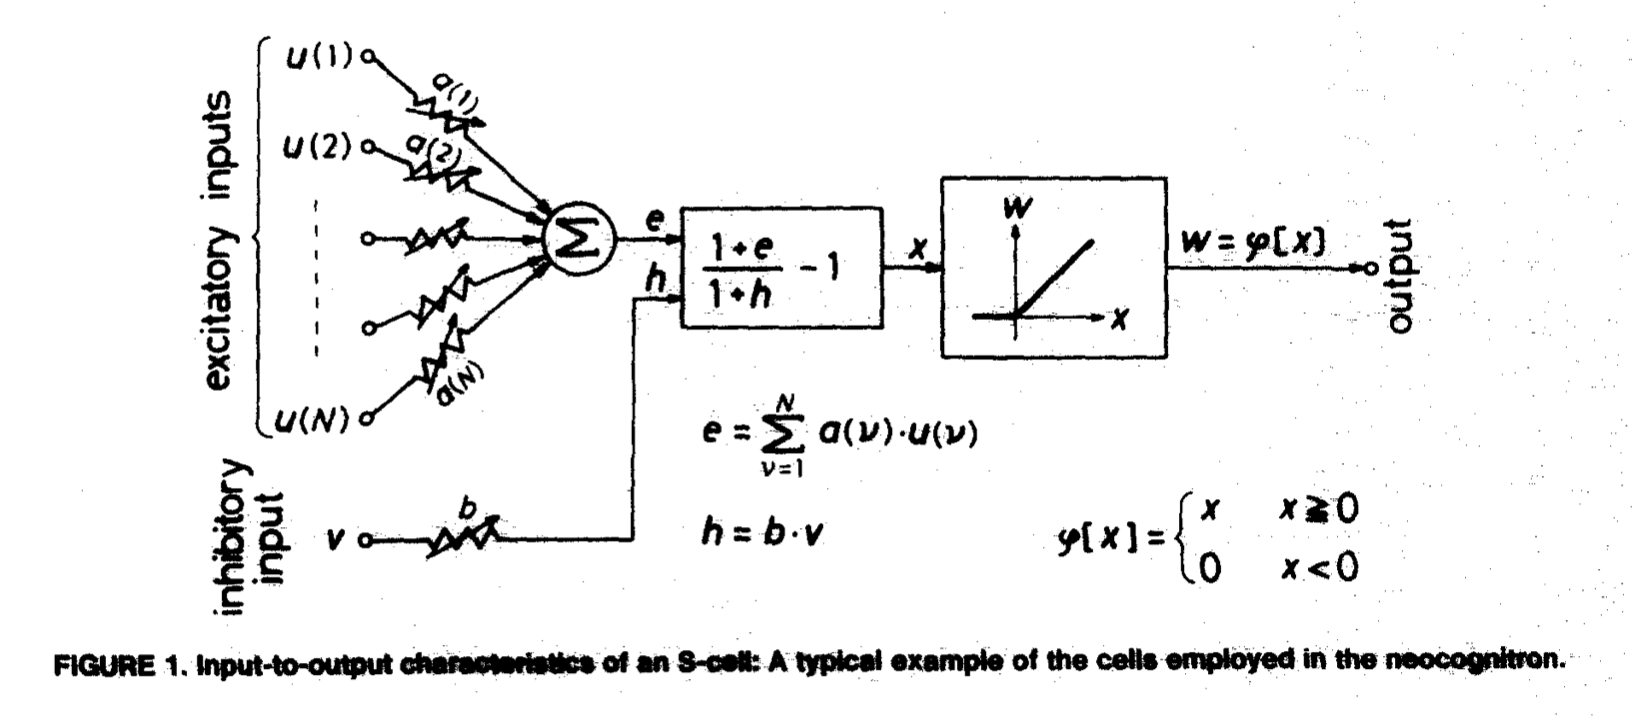 excitatory inputs
u(1)
a(1)
u(2)
a(2)
u(N)
a(N)
Σ
e
h
1+e
1+h
-1
x
w
x
w = φ[x]
output
inhibitory
input
v
b
e = Σ a(ν)·u(ν)
N
ν=1
h = b·v
φ[x] = { x x≧0
0 x<0
FIGURE 1. Input-to-output characteristics of an S-cell: A typical example of the cells employed in the neocognitron.